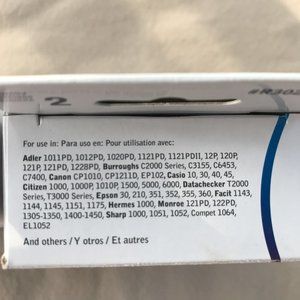 2
#R302
For use in: Para uso en: Pour utilisation avec:
Adler 1011PD, 1012PD, 1020PD, 1121PD, 1121PDII, 12P, 120P,
121P, 121PD, 1228PD, Burroughs C2000 Series, C3155, C6453,
C7400, Canon CP1010, CP1211D, EP102, Casio 10, 30, 40, 45,
Citizen 1000, 1000P, 1010P, 1500, 5000, 6000, Datachecker T2000
Series, T3000 Series, Epson 30, 210, 351, 352, 355, 360, Facit 1143,
1144, 1145, 1151, 1175, Hermes 1000, Monroe 121PD, 122PD,
1305-1350, 1400-1450, Sharp 1000, 1051, 1052, Compet 1064,
EL1052
And others / Y otros / Et autres